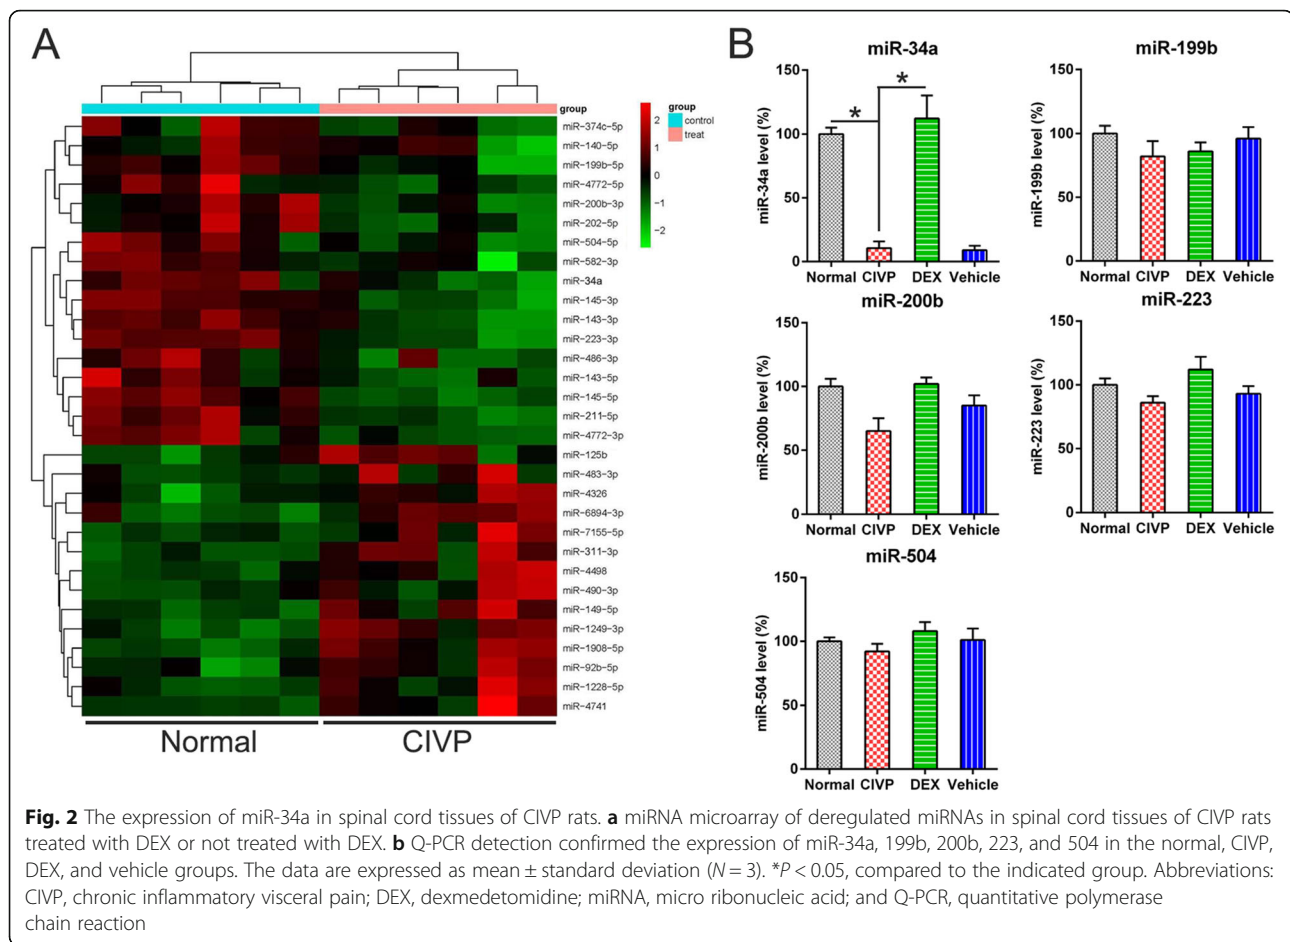 A
group
miR-374c-5p
miR-140-5p
miR-199b-5p
miR-4772-5p
miR-200b-3p
miR-202-5p
miR-504-5p
miR-582-3p
miR-34a
miR-145-3p
miR-143-3p
miR-223-3p
miR-486-3p
miR-143-5p
miR-145-5p
miR-211-5p
miR-4772-3p
miR-125b
miR-483-3p
miR-4326
miR-6894-3p
miR-7155-5p
miR-311-3p
miR-4498
miR-490-3p
miR-149-5p
miR-1249-3p
miR-1908-5p
miR-92b-5p
miR-1228-5p
miR-4741
2
1
0
−1
−2
group
control
treat
Normal CIVP
B
miR-34a
miR-34a level (%)
150
100
50
0
* *
Normal CIVP DEX Vehicle
miR-199b
miR-199b level (%)
150
100
50
0
Normal CIVP DEX Vehicle
miR-200b
miR-200b level (%)
150
100
50
0
Normal CIVP DEX Vehicle
miR-223
miR-223 level (%)
150
100
50
0
Normal CIVP DEX Vehicle
miR-504
miR-504 level (%)
150
100
50
0
Normal CIVP DEX Vehicle
Fig. 2 The expression of miR-34a in spinal cord tissues of CIVP rats. a miRNA microarray of deregulated miRNAs in spinal cord tissues of CIVP rats
treated with DEX or not treated with DEX. b Q-PCR detection confirmed the expression of miR-34a, 199b, 200b, 223, and 504 in the normal, CIVP,
DEX, and vehicle groups. The data are expressed as mean ± standard deviation (N = 3). *P < 0.05, compared to the indicated group. Abbreviations:
CIVP, chronic inflammatory visceral pain; DEX, dexmedetomidine; miRNA, micro ribonucleic acid; and Q-PCR, quantitative polymerase
chain reaction